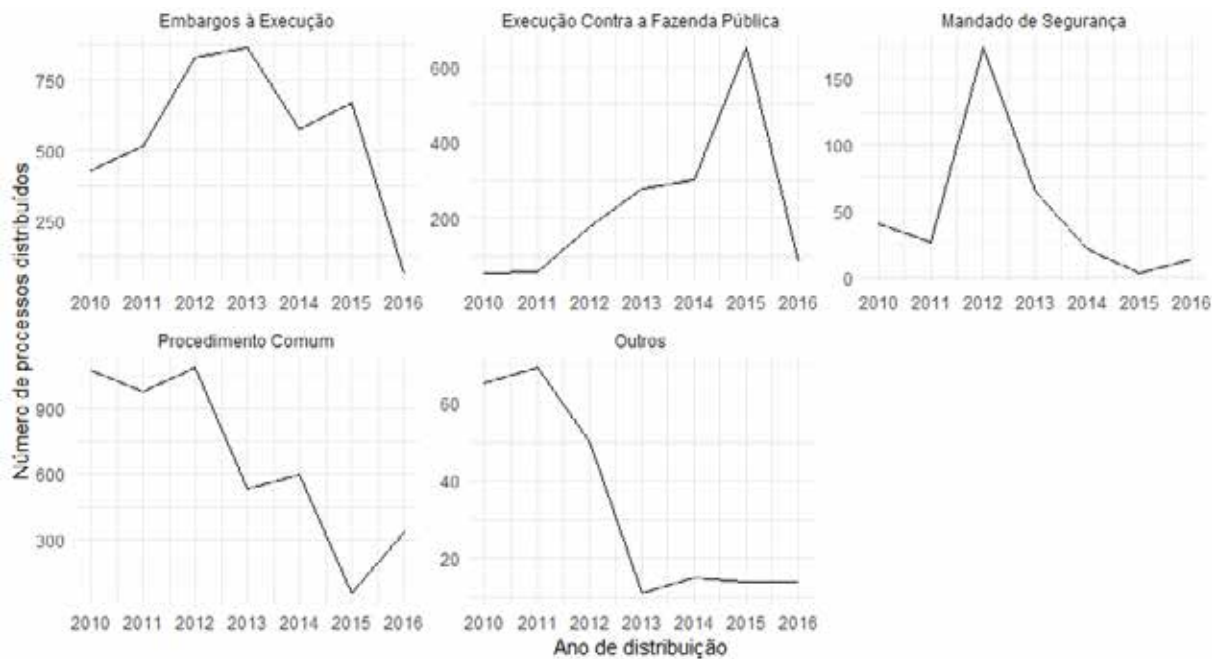 Embargos à Execução
Execução Contra a Fazenda Pública
Mandado de Segurança
Número de processos distribuídos
750
500
250
2010 2011 2012 2013 2014 2015 2016
600
400
200
2010 2011 2012 2013 2014 2015 2016
150
100
50
0
2010 2011 2012 2013 2014 2015 2016
Procedimento Comum
Outros
900
600
300
2010 2011 2012 2013 2014 2015 2016
60
40
20
2010 2011 2012 2013 2014 2015 2016
Ano de distribuição